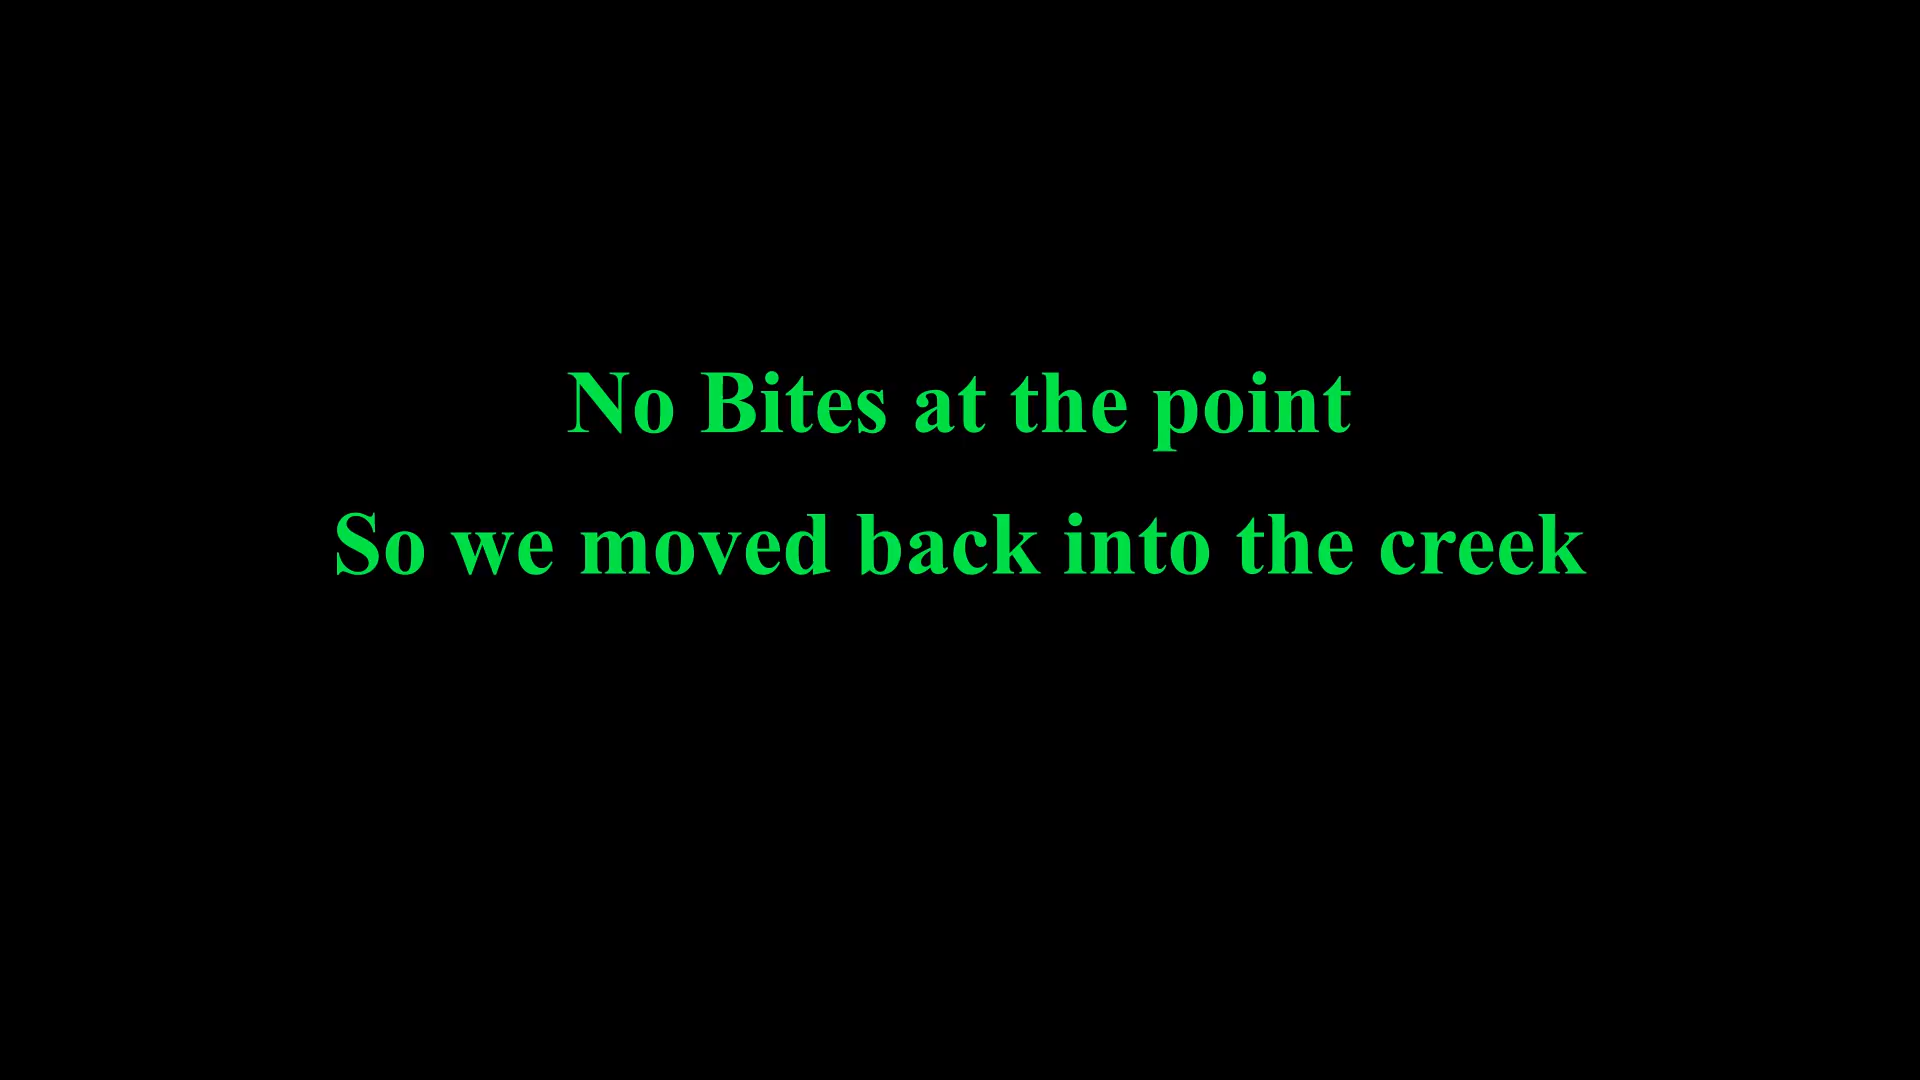 No Bites at the point
So we moved back into the creek